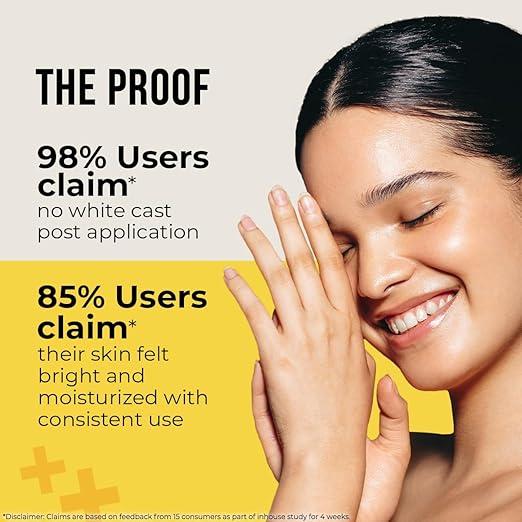 THE PROOF
98% Users
claim*
no white cast
post application
85% Users
claim*
their skin felt
bright and
moisturized with
consistent use
*Disclaimer: Claims are based on feedback from 15 consumers as part of inhouse study for 4 weeks.